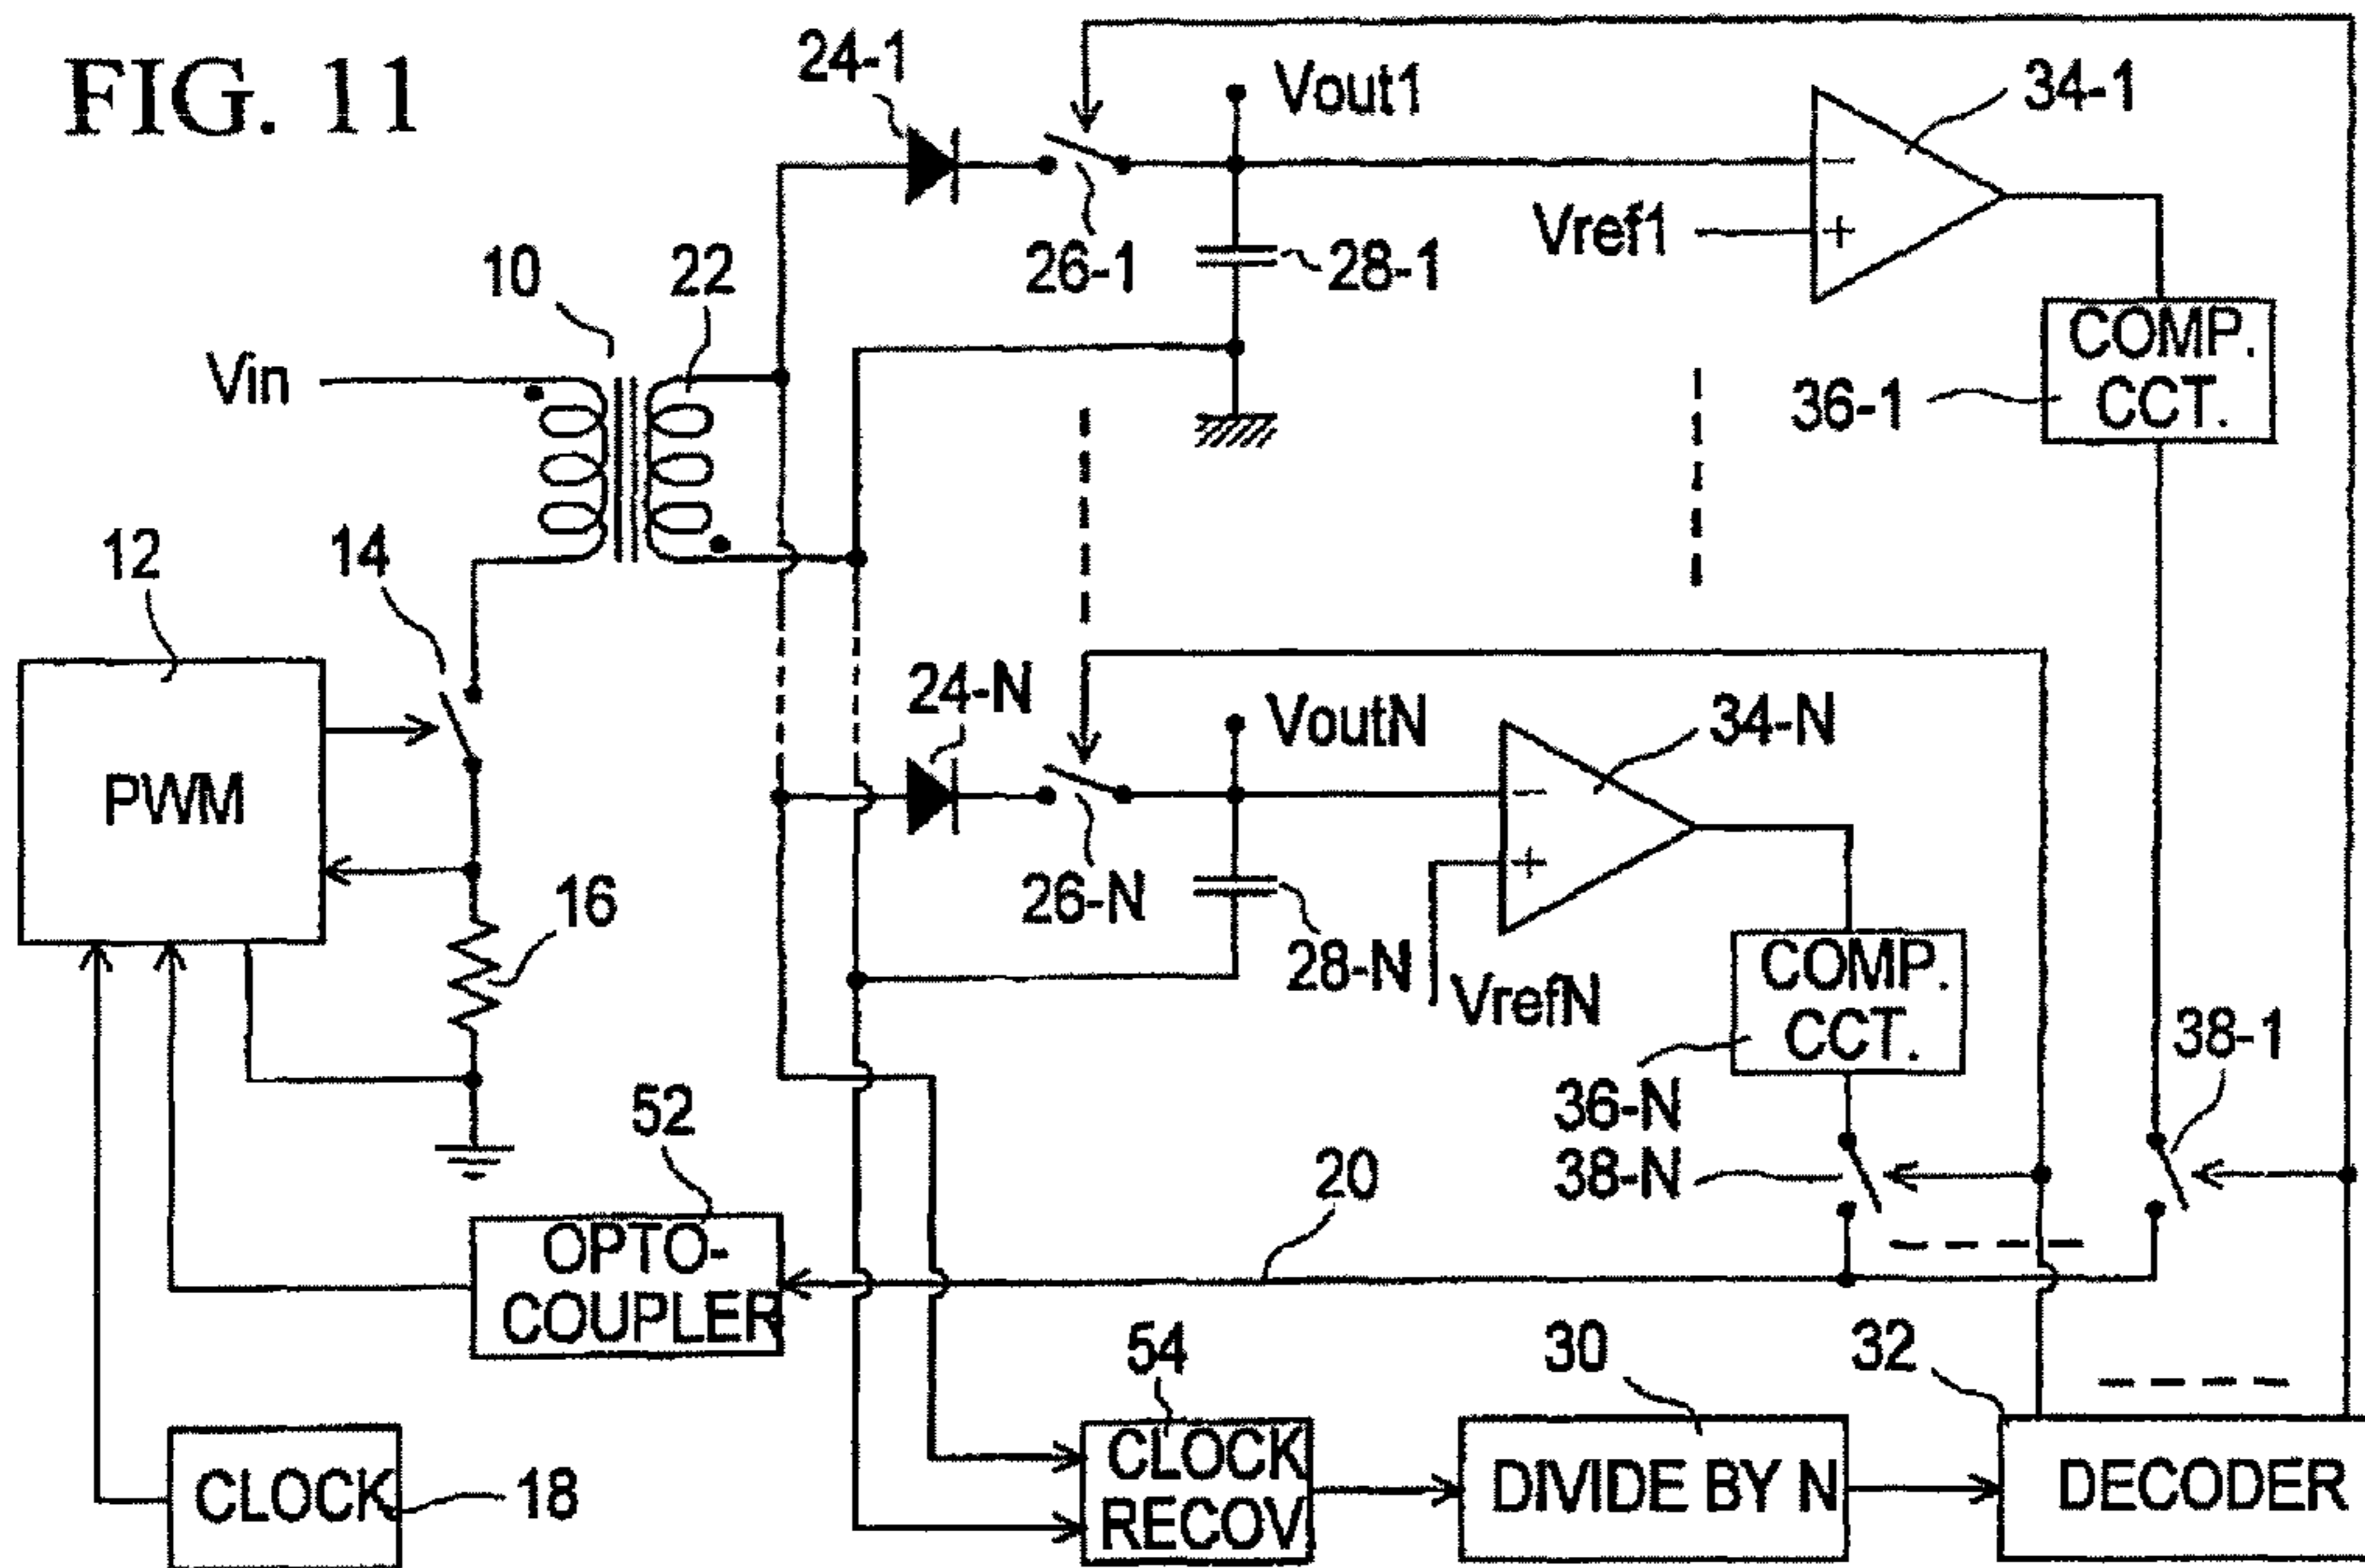 FIG. 11
24-1
Vout1
34-1
26-1
28-1
Vref1
10
22
Vin
COMP.
CCT.
36-1
12
14
PWM
16
24-N
VoutN
34-N
26-N
28-N
VrefN
COMP.
CCT.
36-N
38-N
38-1
52
20
OPTO-
COUPLER
54
30
32
CLOCK
18
CLOCK
RECOV
DIVIDE BY N
DECODER